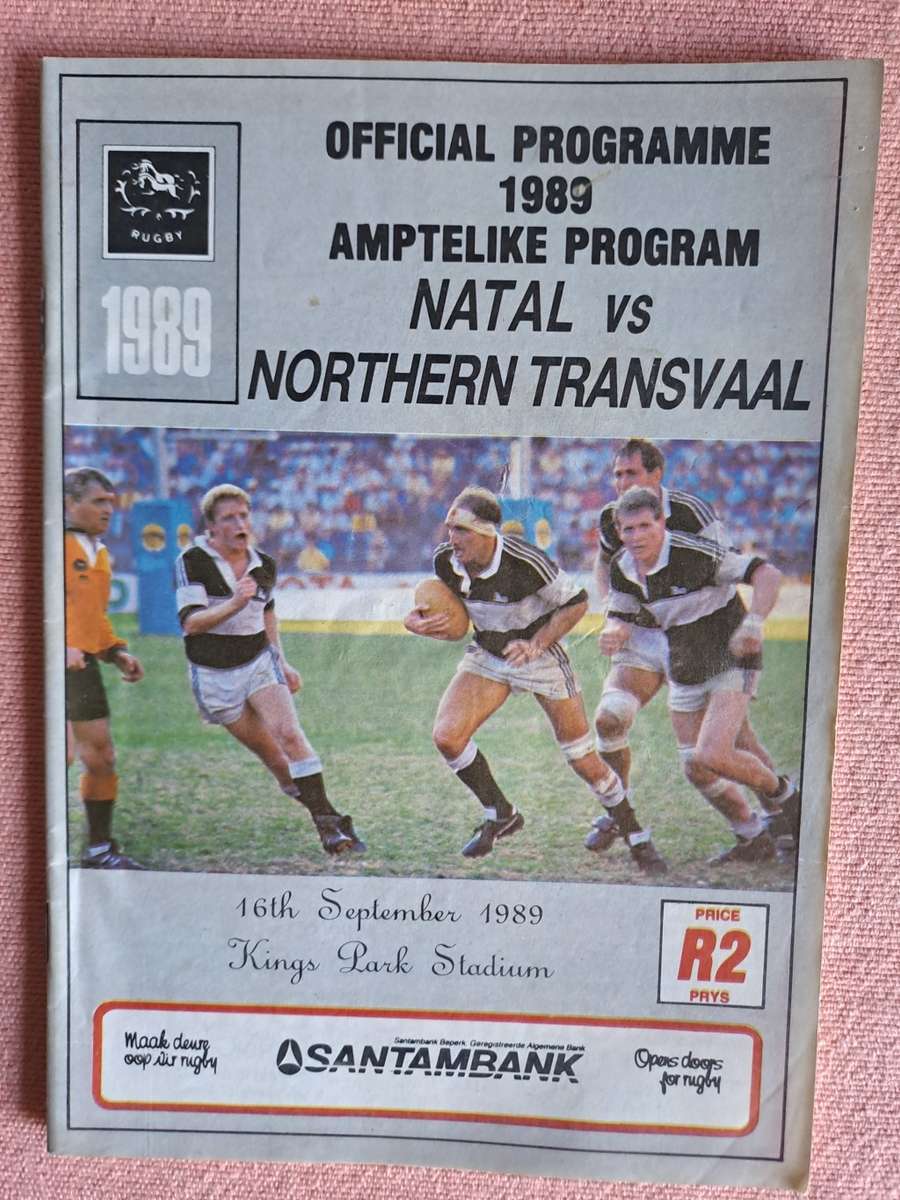 OFFICIAL PROGRAMME
1989
AMPTELIKE PROGRAM
NATAL vs
NORTHERN TRANSVAAL
RUGBY
1989
16th September 1989
Kings Park Stadium
PRICE
R2
PRYS
Maak deure
oop vir rugby
Santambank Beperk. Geregistreerde Algemene Bank
SANTAMBANK
Opens doors
for rugby